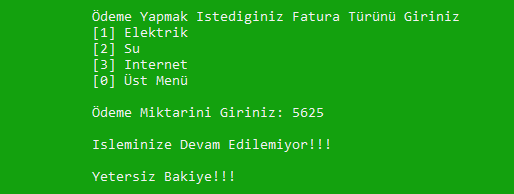 Ödeme Yapmak Istediginiz Fatura Türünü Giriniz
[1] Elektrik
[2] Su
[3] Internet
[0] Üst Menü
Ödeme Miktarini Giriniz: 5625
Isleminize Devam Edilemiyor!!!
Yetersiz Bakiye!!!